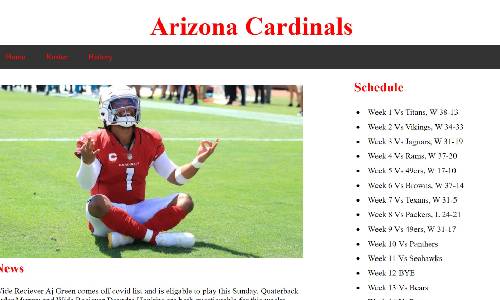 Arizona Cardinals
Home Roster History
Schedule
Week 1 Vs Titans, W 38-13
Week 2 Vs Vikings, W 34-33
Week 3 Vs Jaguars, W 31-19
Week 4 Vs Rams, W 37-20
Week 5 Vs 49ers, W 17-10
Week 6 Vs Browns, W 37-14
Week 7 Vs Texans, W 31-5
Week 8 Vs Packers, L 24-21
Week 9 Vs 49ers, W 31-17
Week 10 Vs Panthers
Week 11 Vs Seahawks
Week 12 BYE
Week 13 Vs Bears
C
CARDINALS
1
News
Wide Reciever Aj Green comes off covid list and is eligable to play this Sunday. Quaterback